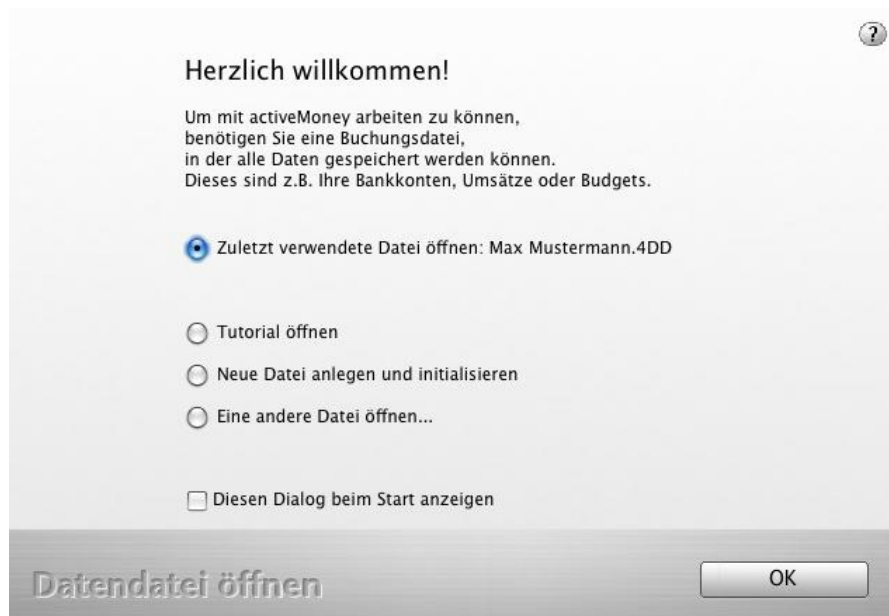 ?
Herzlich willkommen!
Um mit activeMoney arbeiten zu können,
benötigen Sie eine Buchungsdatei,
in der alle Daten gespeichert werden können.
Dieses sind z.B. Ihre Bankkonten, Umsätze oder Budgets.
Zuletzt verwendete Datei öffnen: Max Mustermann.4DD
Tutorial öffnen
Neue Datei anlegen und initialisieren
Eine andere Datei öffnen...
Diesen Dialog beim Start anzeigen
Datendatei öffnen
OK